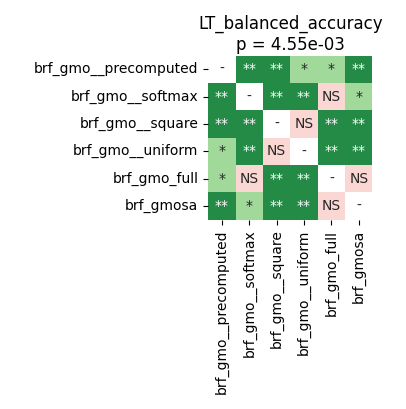 LT_balanced_accuracy
p = 4.55e-03
brf_gmo__precomputed - ** ** * * **
brf_gmo__softmax ** - ** ** NS *
brf_gmo__square ** ** - NS ** **
brf_gmo__uniform * ** NS - ** **
brf_gmo_full * NS ** ** - NS
brf_gmosa ** * ** ** NS -
brf_gmo__precomputed
brf_gmo__softmax
brf_gmo__square
brf_gmo__uniform
brf_gmo_full
brf_gmosa